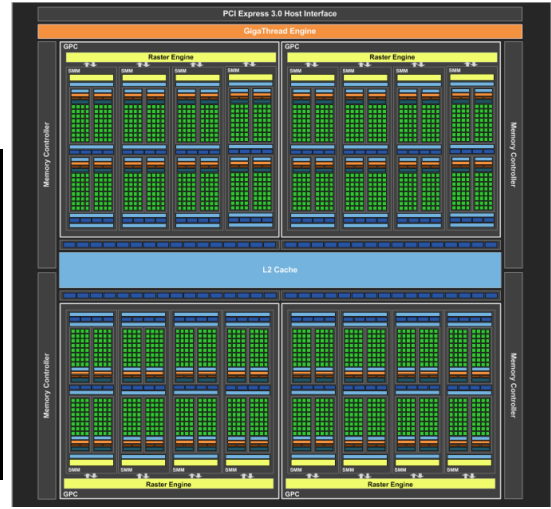 PCI Express 3.0 Host Interface
GigaThread Engine
GPC
GPC
Raster Engine
Raster Engine
SMM
SMM
SMM
SMM
SMM
SMM
SMM
SMM
Memory Controller
Memory Controller
L2 Cache
Memory Controller
Memory Controller
SMM
SMM
SMM
SMM
SMM
SMM
SMM
SMM
Raster Engine
Raster Engine
GPC
GPC